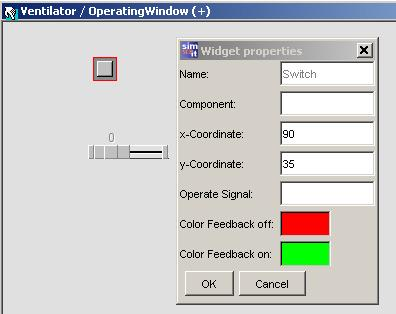 Ventilator / OperatingWindow (+)
sim it Widget properties
Name: Switch
Component:
x-Coordinate: 90
0
y-Coordinate: 35
Operate Signal:
Color Feedback off:
Color Feedback on:
OK Cancel